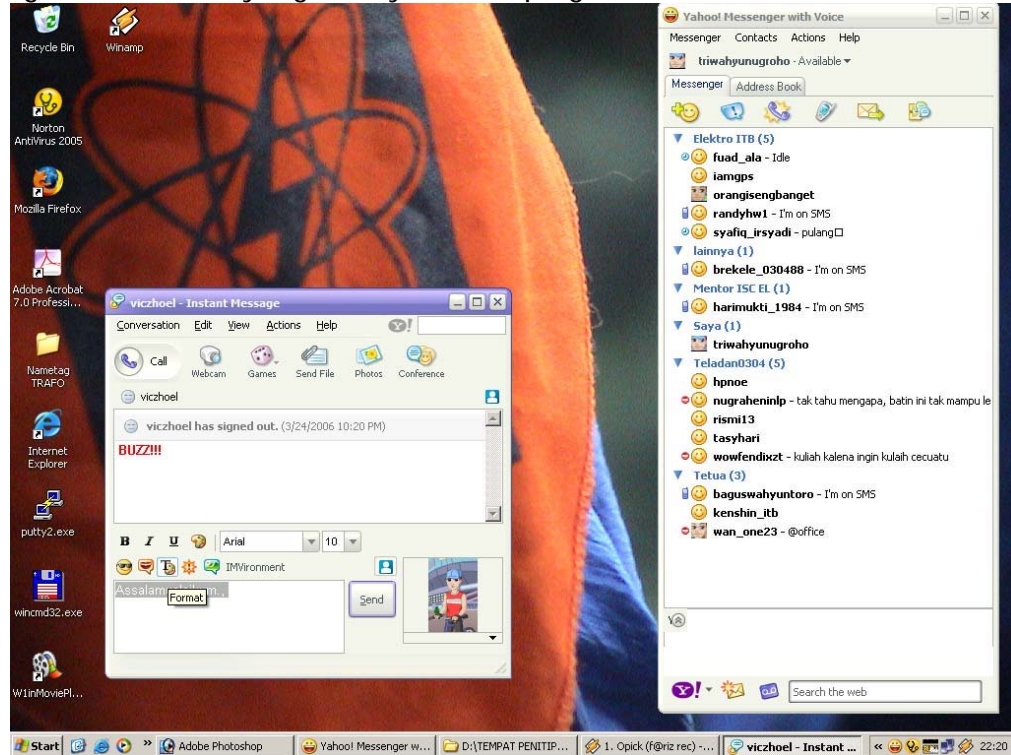 Recycle Bin
Winamp
Norton
AntiVirus 2005
Mozilla Firefox
Adobe Acrobat
7.0 Professi...
Nametag
TRAFO
Internet
Explorer
putty2.exe
wincmd32.exe
W1inMoviePl...
viczhoel - Instant Message
Conversation Edit View Actions Help
Call Webcam Games Send File Photos Conference
viczhoel
viczhoel has signed out. (3/24/2006 10:20 PM)
BUZZ!!!
B I U Arial 10
IMVironment
Format
Send
Yahoo! Messenger with Voice
Messenger Contacts Actions Help
triwahyunugroho - Available
Messenger Address Book
Elektro ITB (5)
fuad_ala - Idle
iamgps
orangisengbanget
randyhw1 - I'm on SMS
syafiq_irsyadi - pulang
lainnya (1)
brekele_030488 - I'm on SMS
Mentor ISC EL (1)
harimukti_1984 - I'm on SMS
Saya (1)
triwahyunugroho
Teladan0304 (5)
hpnoe
nugraheninlp - tak tahu mengapa, batin ini tak mampu le
rismi13
tasyhari
wowfendixzt - kuliah kalena ingin kulaih cecuatu
Tetua (3)
baguswahyuntoro - I'm on SMS
kenshin_itb
wan_one23 - @office
Y!
Search the web
Start » Adobe Photoshop Yahoo! Messenger w... D:\TEMPAT PENITIP... 1. Opick (f@riz rec) -... viczhoel - Instant ... « 22:20